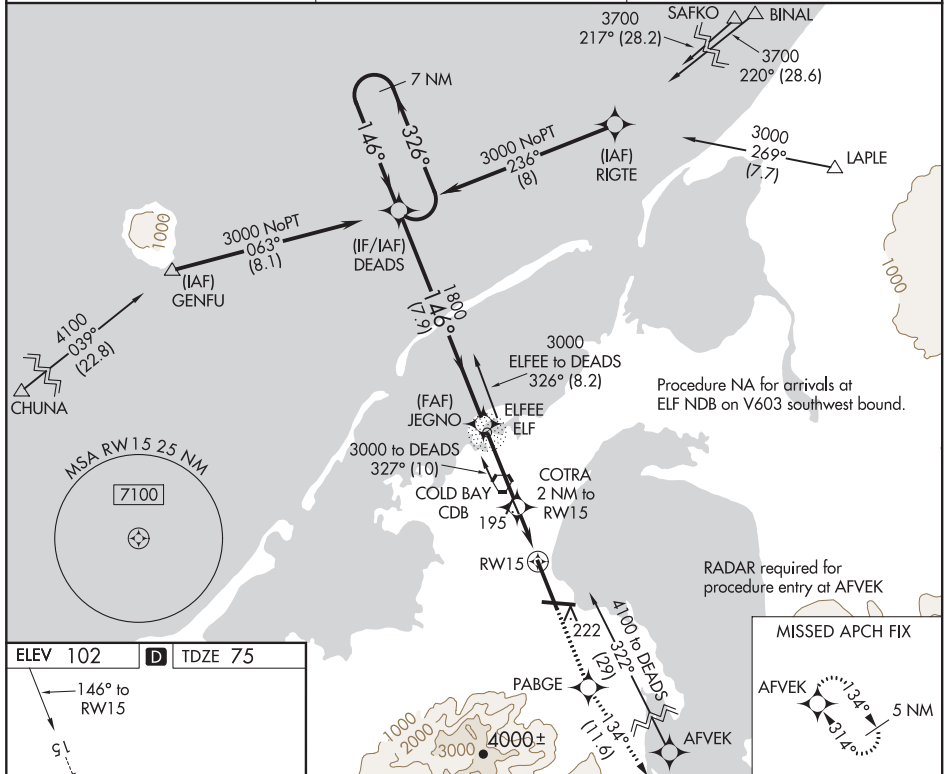 3700
217° (28.2)
SAFKO
BINAL
3700
220° (28.6)
7 NM
146°
326°
3000 NoPT
236°
(8)
(IAF)
RIGTE
3000
269°
(7.7)
LAPLE
1000
3000 NoPT
063°
(8.1)
(IAF)
GENFU
(IF/IAF)
DEADS
1000
4100
039°
(22.8)
CHUNA
1800
146°
(7.9)
3000
ELFEE to DEADS
326° (8.2)
Procedure NA for arrivals at
ELF NDB on V603 southwest bound.
(FAF)
JEGNO
ELFEE
ELF
MSA RW15 25 NM
7100
3000 to DEADS
327° (10)
COLD BAY
CDB
COTRA
2 NM to
RW15
195
RW15
RADAR required for
procedure entry at AFVEK
222
4100 to DEADS
322°
(29)
PABGE
134°
(11.6)
AFVEK
1000
2000
3000
4000±
ELEV 102
D
TDZE 75
146° to
RW15
15
MISSED APCH FIX
AFVEK
134°
314°
5 NM